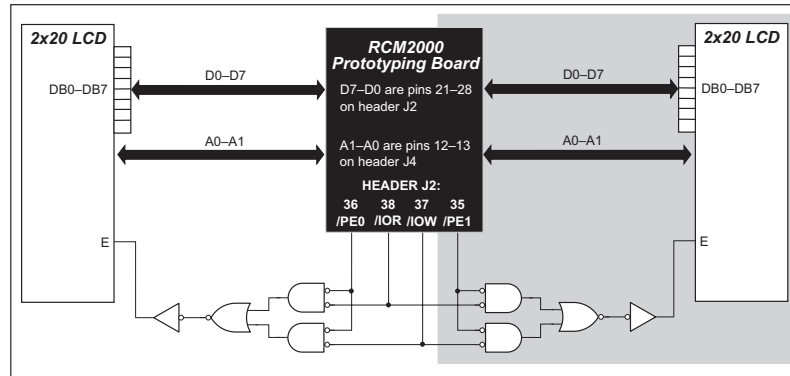 2x20 LCD
DB0–DB7
D0–D7
A0–A1
E
RCM2000
Prototyping Board
D7–D0 are pins 21–28
on header J2
A1–A0 are pins 12–13
on header J4
HEADER J2:
36 38 37 35
/PE0 /IOR /IOW /PE1
D0–D7
A0–A1
2x20 LCD
DB0–DB7
E